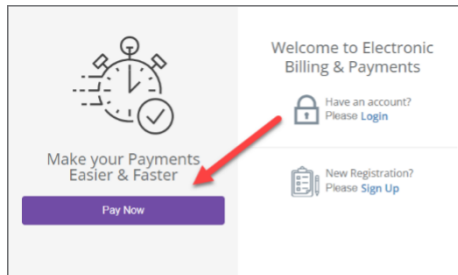 Make your Payments
Easier & Faster
Pay Now
Welcome to Electronic
Billing & Payments
Have an account?
Please Login
New Registration?
Please Sign Up